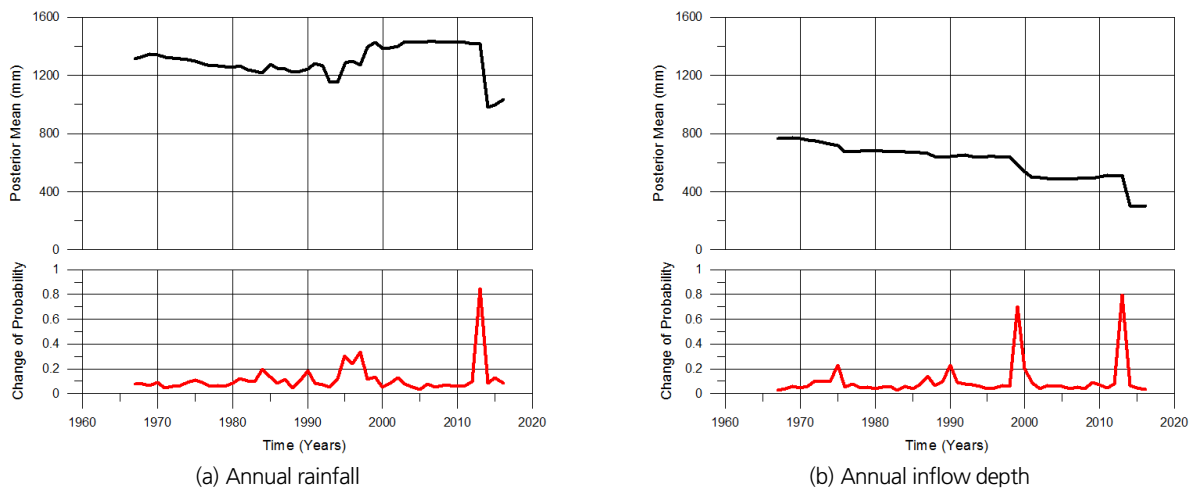 1600
1200
800
400
0
Posterior Mean (mm)
1
0.8
0.6
0.4
0.2
0
Change of Probability
1960 1970 1980 1990 2000 2010 2020
Time (Years)
(a) Annual rainfall
1600
1200
800
400
0
Posterior Mean (mm)
1
0.8
0.6
0.4
0.2
0
Change of Probability
1960 1970 1980 1990 2000 2010 2020
Time (Years)
(b) Annual inflow depth